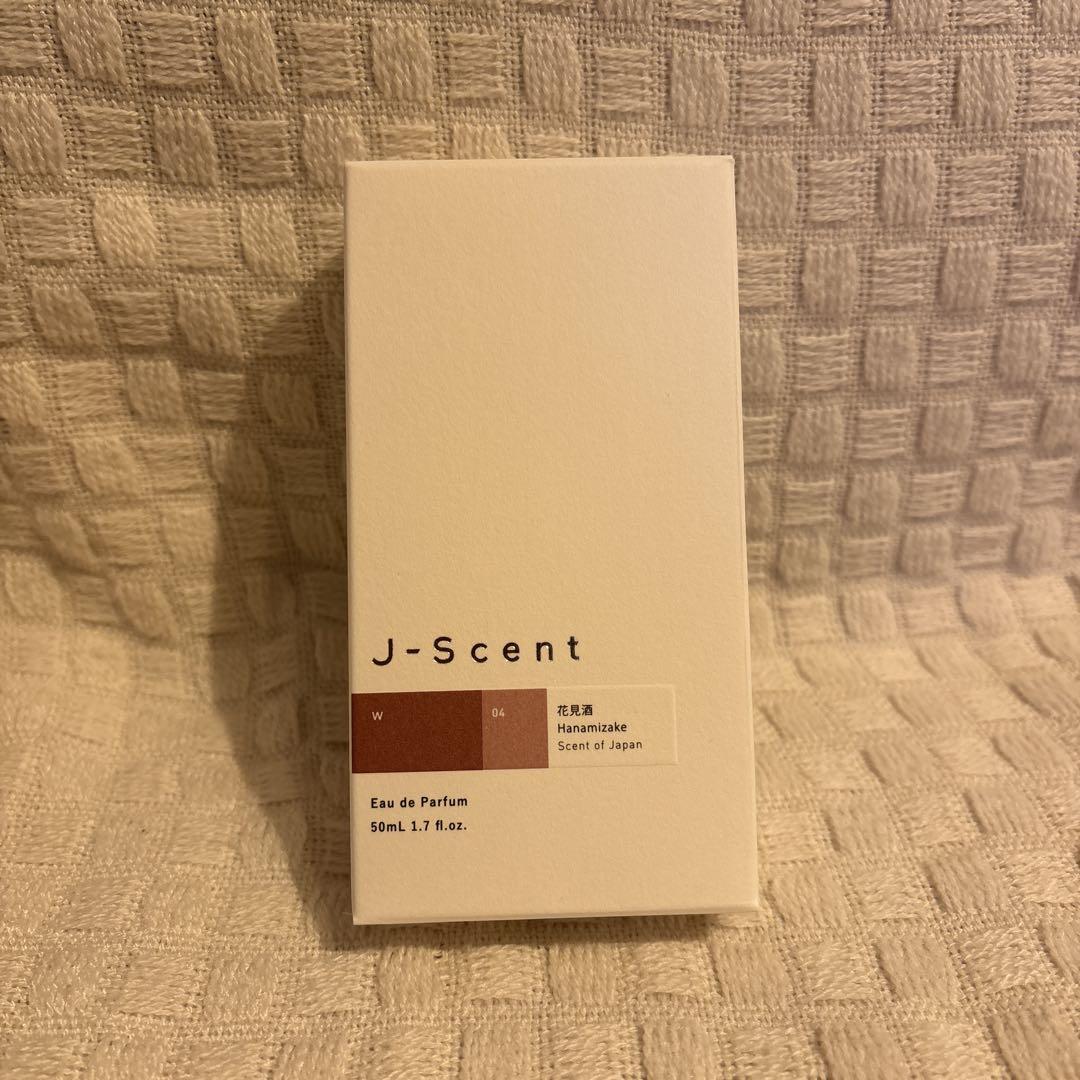 J-Scent
W
04
花見酒
Hanamizake
Scent of Japan
Eau de Parfum
50mL 1.7 fl.oz.